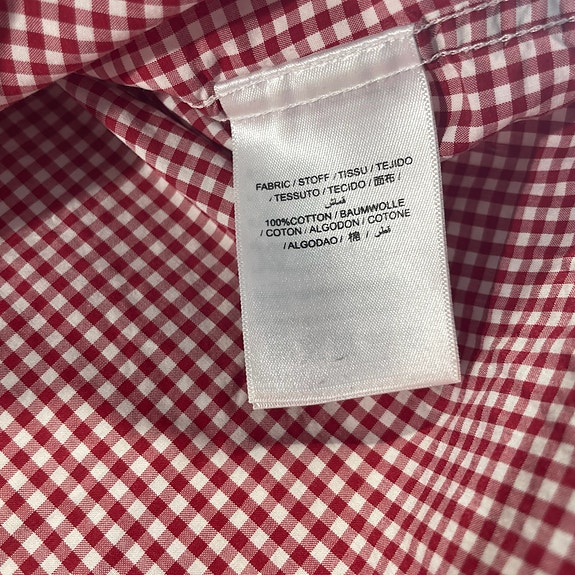 FABRIC / STOFF / TISSU / TEJIDO
/ TESSUTO / TECIDO / 面布 /
قماش
100%COTTON / BAUMWOLLE
/ COTON / ALGODON / COTONE
/ALGODAO / 棉 / قطن /